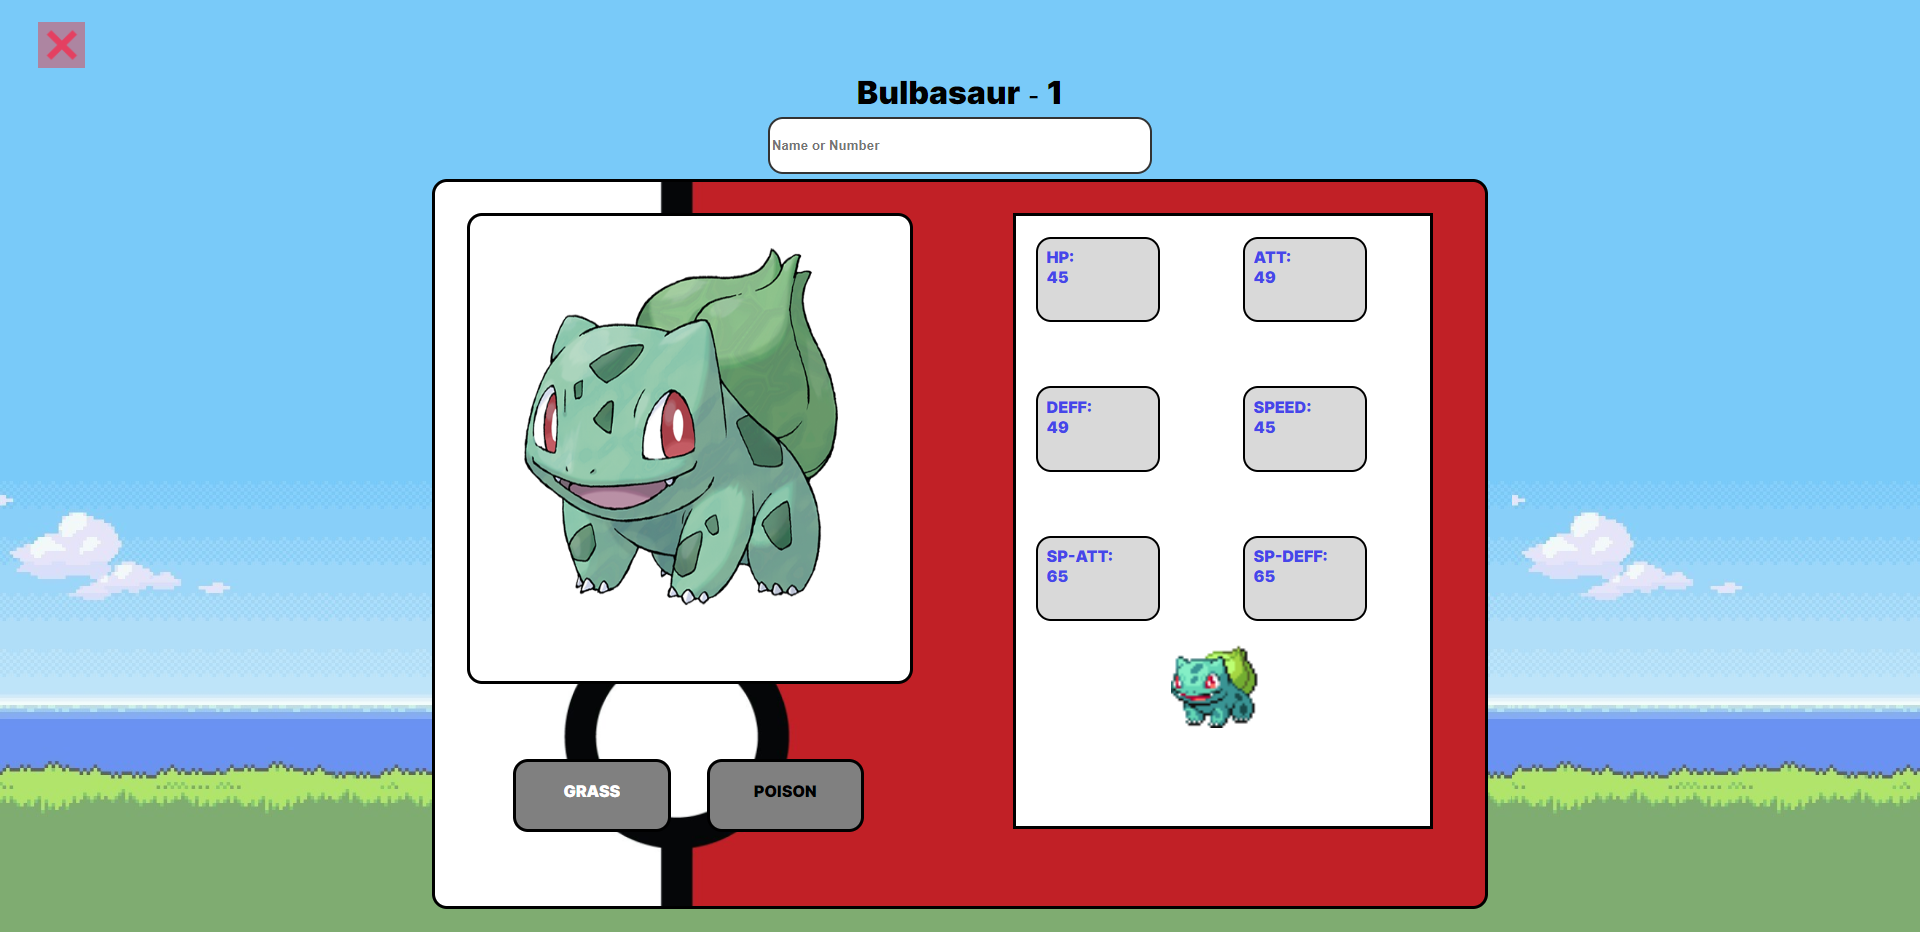 Bulbasaur - 1
Name or Number
HP:
45
ATT:
49
DEFF:
49
SPEED:
45
SP-ATT:
65
SP-DEFF:
65
GRASS
POISON